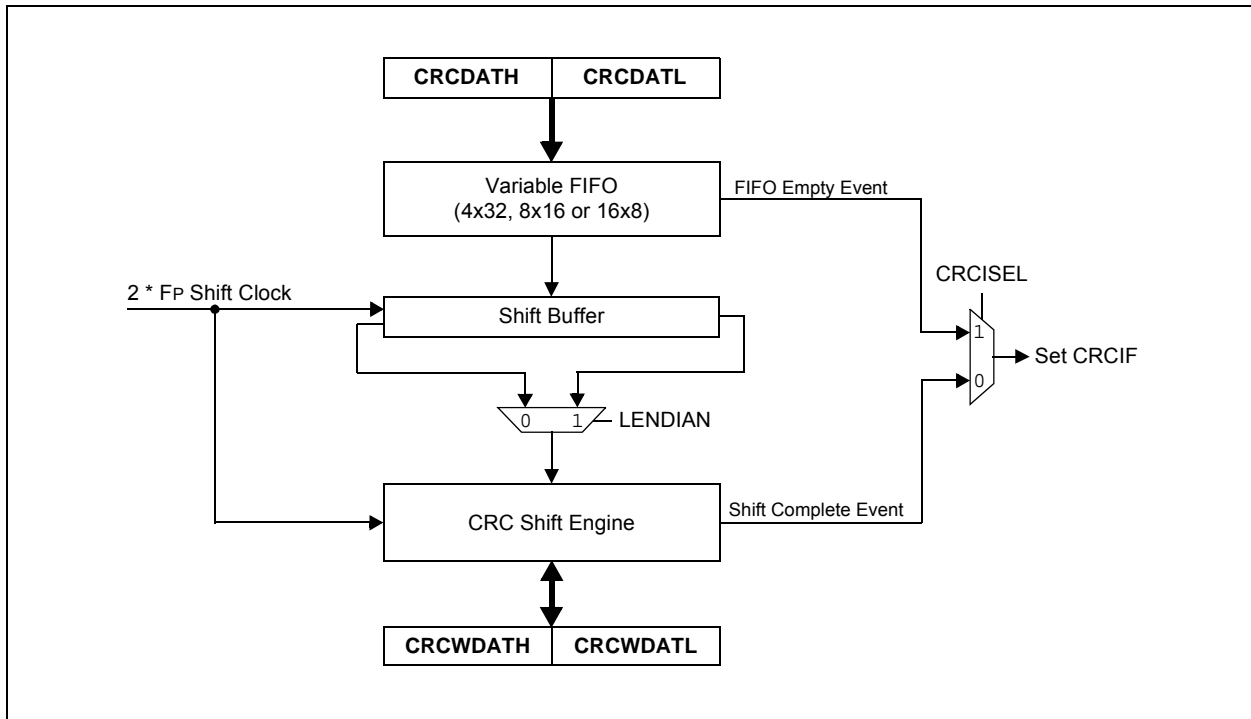 CRCDATH CRCDATL
Variable FIFO
(4x32, 8x16 or 16x8)
FIFO Empty Event
CRCISEL
2 * FP Shift Clock
Shift Buffer
1
Set CRCIF
0
0 1
LENDIAN
CRC Shift Engine
Shift Complete Event
CRCWDATH CRCWDATL